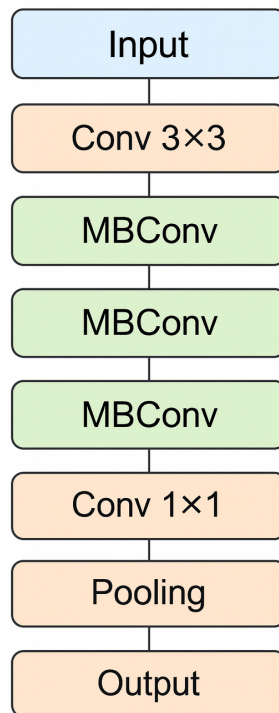 Input
Conv 3×3
MBConv
MBConv
MBConv
Conv 1×1
Pooling
Output